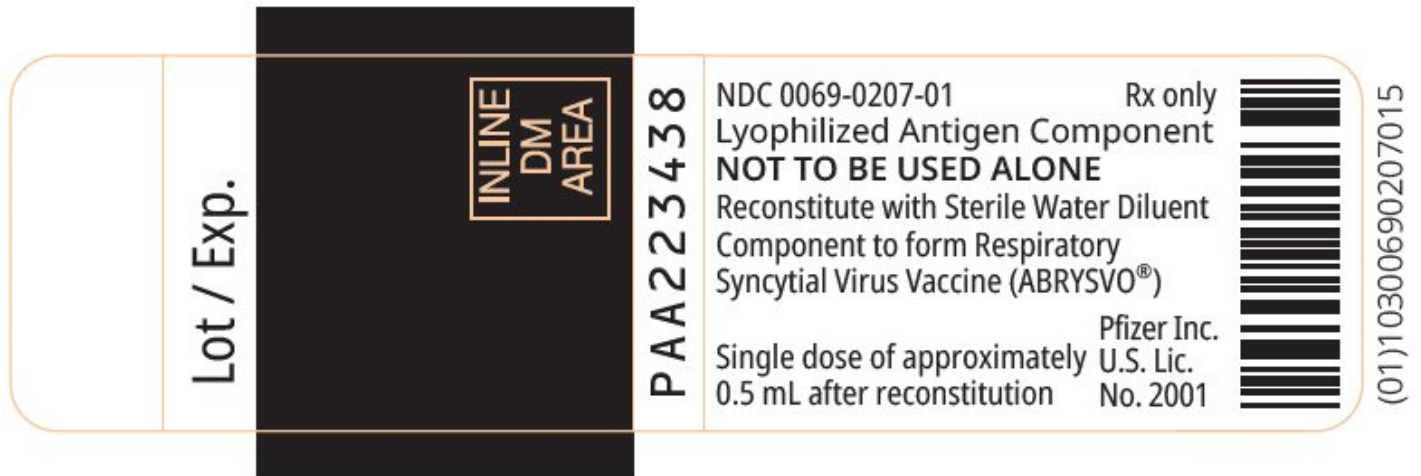 Lot / Exp.
INLINE
DM
AREA
PAA223438
NDC 0069-0207-01 Rx only
Lyophilized Antigen Component
NOT TO BE USED ALONE
Reconstitute with Sterile Water Diluent
Component to form Respiratory
Syncytial Virus Vaccine (ABRYSVO®)
Single dose of approximately
0.5 mL after reconstitution
Pfizer Inc.
U.S. Lic.
No. 2001
(01)10300690207015